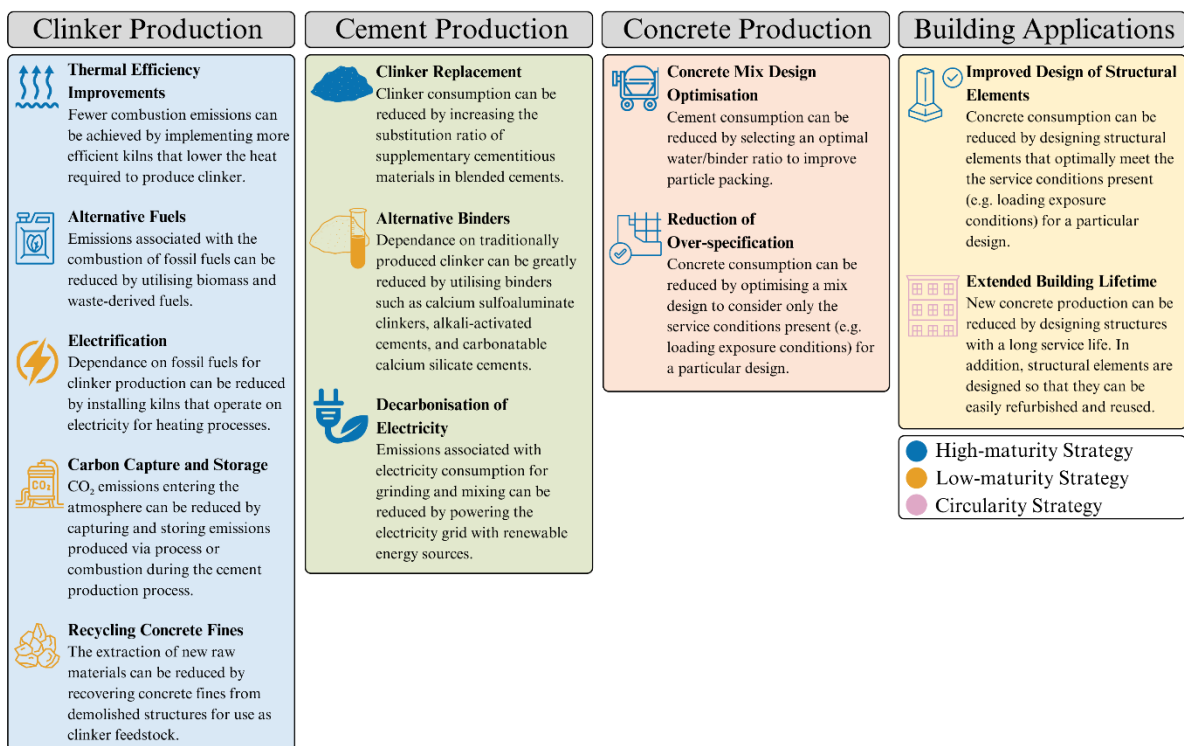 Clinker Production
Thermal Efficiency
Improvements
Fewer combustion emissions can
be achieved by implementing more
efficient kilns that lower the heat
required to produce clinker.
Alternative Fuels
Emissions associated with the
combustion of fossil fuels can be
reduced by utilising biomass and
waste-derived fuels.
Electrification
Dependance on fossil fuels for
clinker production can be reduced
by installing kilns that operate on
electricity for heating processes.
CO₂
Carbon Capture and Storage
CO₂ emissions entering the
atmosphere can be reduced by
capturing and storing emissions
produced via process or
combustion during the cement
production process.
Recycling Concrete Fines
The extraction of new raw
materials can be reduced by
recovering concrete fines from
demolished structures for use as
clinker feedstock.
Cement Production
Clinker Replacement
Clinker consumption can be
reduced by increasing the
substitution ratio of
supplementary cementitious
materials in blended cements.
Alternative Binders
Dependance on traditionally
produced clinker can be greatly
reduced by utilising binders
such as calcium sulfoaluminate
clinkers, alkali-activated
cements, and carbonatable
calcium silicate cements.
Decarbonisation of
Electricity
Emissions associated with
electricity consumption for
grinding and mixing can be
reduced by powering the
electricity grid with renewable
energy sources.
Concrete Production
Concrete Mix Design
Optimisation
Cement consumption can be
reduced by selecting an optimal
water/binder ratio to improve
particle packing.
Reduction of
Over-specification
Concrete consumption can be
reduced by optimising a mix
design to consider only the
service conditions present (e.g.
loading exposure conditions) for
a particular design.
Building Applications
Improved Design of Structural
Elements
Concrete consumption can be
reduced by designing structural
elements that optimally meet the
the service conditions present
(e.g. loading exposure
conditions) for a particular
design.
Extended Building Lifetime
New concrete production can be
reduced by designing structures
with a long service life. In
addition, structural elements are
designed so that they can be
easily refurbished and reused.
High-maturity Strategy
Low-maturity Strategy
Circularity Strategy